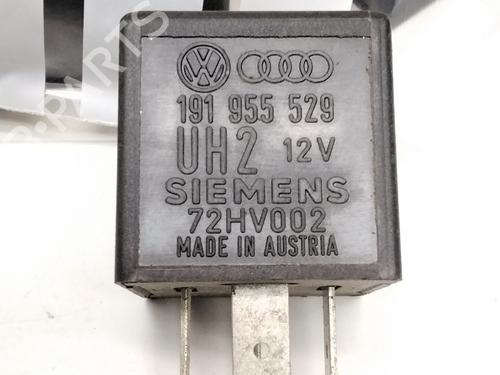 191 955 529
UH2 12V
SIEMENS
72HV002
MADE IN AUSTRIA